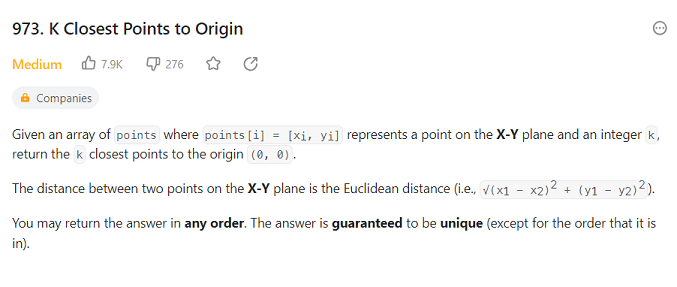 973. K Closest Points to Origin
Medium 7.9K 276
Companies
Given an array of points where points[i] = [xi, yi] represents a point on the X-Y plane and an integer k,
return the k closest points to the origin (0, 0).
The distance between two points on the X-Y plane is the Euclidean distance (i.e., √(x1 - x2)² + (y1 - y2)²).
You may return the answer in any order. The answer is guaranteed to be unique (except for the order that it is
in).